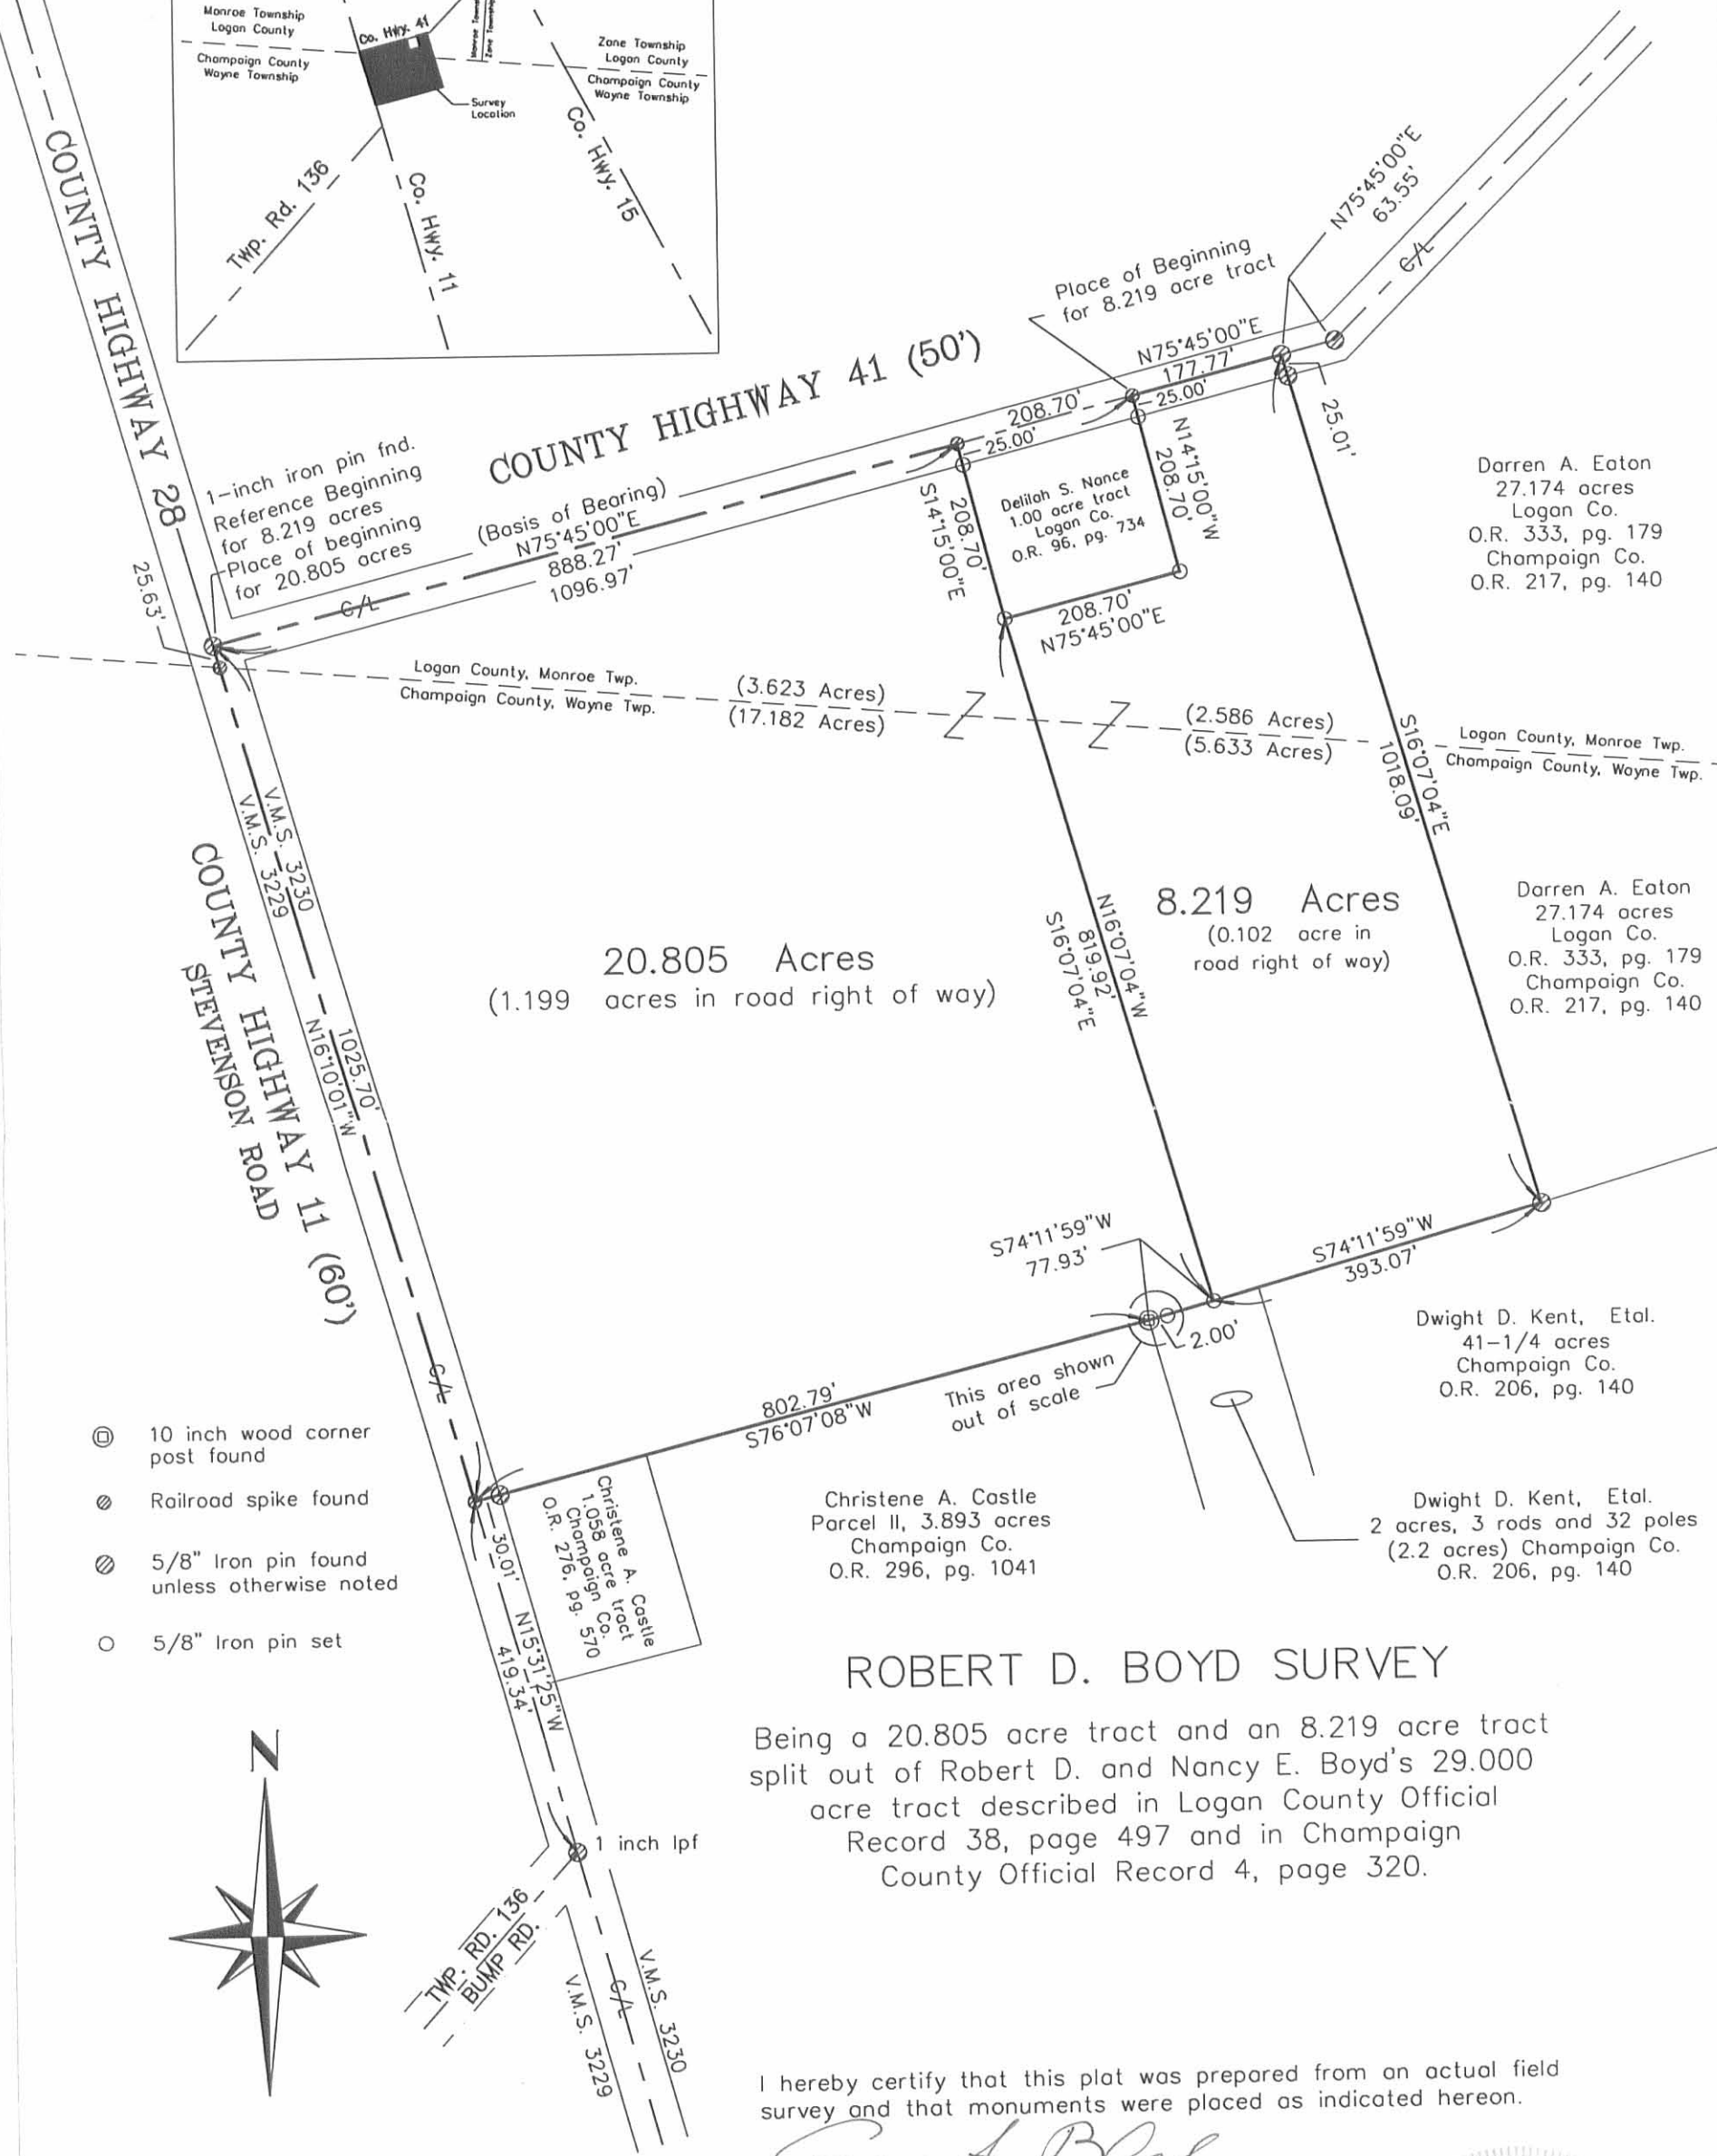 Monroe Township
Logan County
Champaign County
Wayne Township
Co. Hwy. 41
Zane Township
Logan County
Champaign County
Wayne Township
Survey
Location
Twp. Rd. 136
Co. Hwy. 11
Co. Hwy. 15
COUNTY HIGHWAY 28
COUNTY HIGHWAY 41 (50')
Place of Beginning
for 8.219 acre tract
N75°45'00"E
63.55'
C/L
N75°45'00"E
177.77'
25.00'
208.70'
25.00'
25.01'
1-inch iron pin fnd.
Reference Beginning
for 8.219 acres
Place of beginning
for 20.805 acres
(Basis of Bearing)
N75°45'00"E
888.27'
1096.97'
C/L
25.63'
S14°15'00"E
208.70'
Delilah S. Nance
1.00 acre tract
Logan Co.
O.R. 96, pg. 734
N14°15'00"W
208.70'
208.70'
N75°45'00"E
Darren A. Eaton
27.174 acres
Logan Co.
O.R. 333, pg. 179
Champaign Co.
O.R. 217, pg. 140
Logan County, Monroe Twp.
Champaign County, Wayne Twp.
(3.623 Acres)
(17.182 Acres)
(2.586 Acres)
(5.633 Acres)
Logan County, Monroe Twp.
Champaign County, Wayne Twp.
S16°07'04"E
1018.09'
V.M.S. 3230
V.M.S. 3229
COUNTY HIGHWAY 11 (60')
STEVENSON ROAD
1025.70'
N16°10'01"W
20.805 Acres
(1.199 acres in road right of way)
N16°07'04"W
819.92'
S16°07'04"E
8.219 Acres
(0.102 acre in
road right of way)
Darren A. Eaton
27.174 acres
Logan Co.
O.R. 333, pg. 179
Champaign Co.
O.R. 217, pg. 140
S74°11'59"W
77.93'
S74°11'59"W
393.07'
2.00'
This area shown
out of scale
802.79'
S76°07'08"W
C/L
Dwight D. Kent, Etal.
41-1/4 acres
Champaign Co.
O.R. 206, pg. 140
10 inch wood corner
post found
Railroad spike found
5/8" Iron pin found
unless otherwise noted
5/8" Iron pin set
30.01'
N15°31'25"W
419.34'
Christene A. Castle
1.058 acre tract
Champaign Co.
O.R. 276, pg. 570
Christene A. Castle
Parcel II, 3.893 acres
Champaign Co.
O.R. 296, pg. 1041
Dwight D. Kent, Etal.
2 acres, 3 rods and 32 poles
(2.2 acres) Champaign Co.
O.R. 206, pg. 140
ROBERT D. BOYD SURVEY
Being a 20.805 acre tract and an 8.219 acre tract
split out of Robert D. and Nancy E. Boyd's 29.000
acre tract described in Logan County Official
Record 38, page 497 and in Champaign
County Official Record 4, page 320.
N
1 inch Ipf
TWP. RD. 136
BUMP RD.
V.M.S. 3229
C/L
V.M.S. 3230
I hereby certify that this plat was prepared from an actual field
survey and that monuments were placed as indicated hereon.